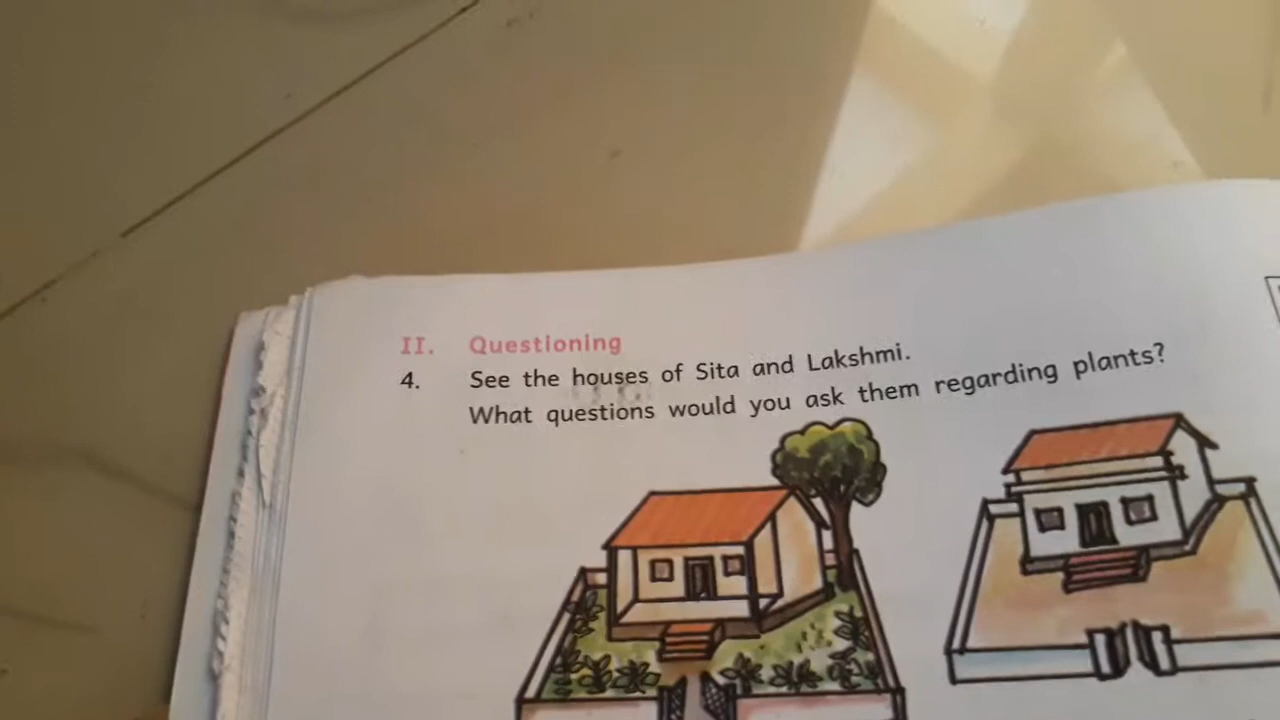 II. Questioning
4. See the houses of Sita and Lakshmi.
What questions would you ask them regarding plants?